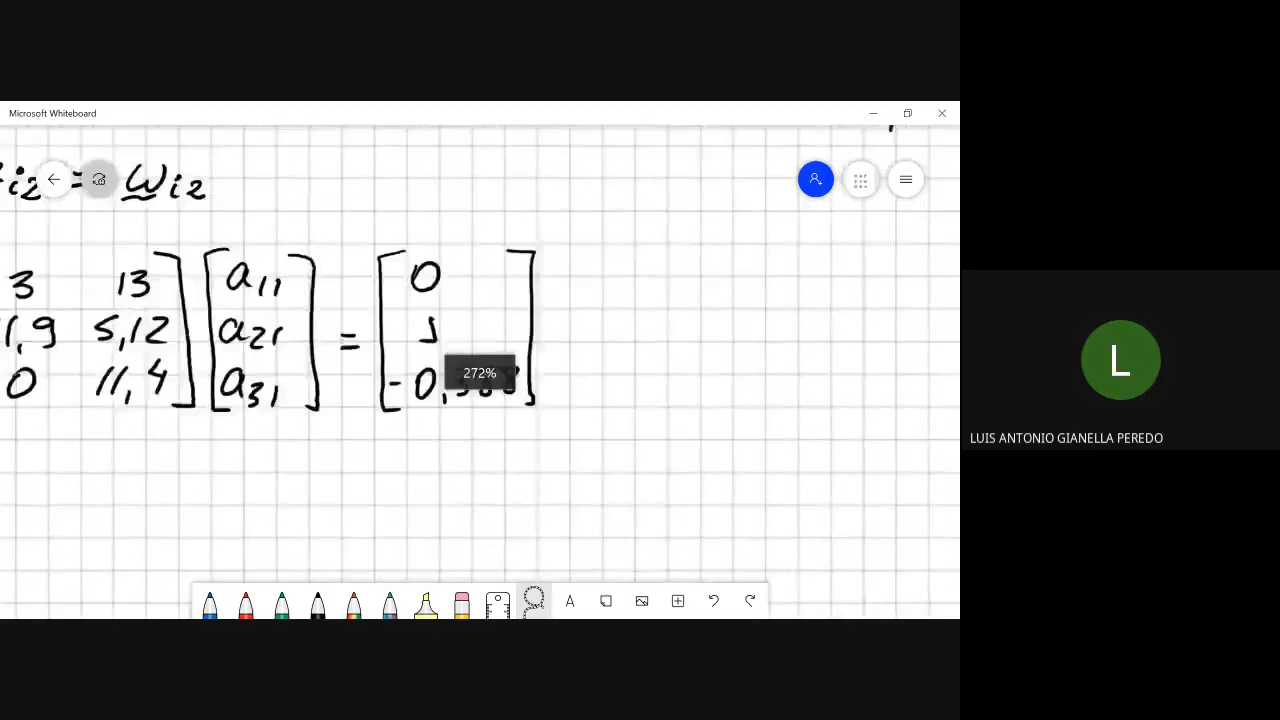 Microsoft Whiteboard
= ω i2
3 13 a11 0
1,9 5,12 a21 = 1
0 11,4 a31 - 0,
272%
L
LUIS ANTONIO GIANELLA PEREDO
A